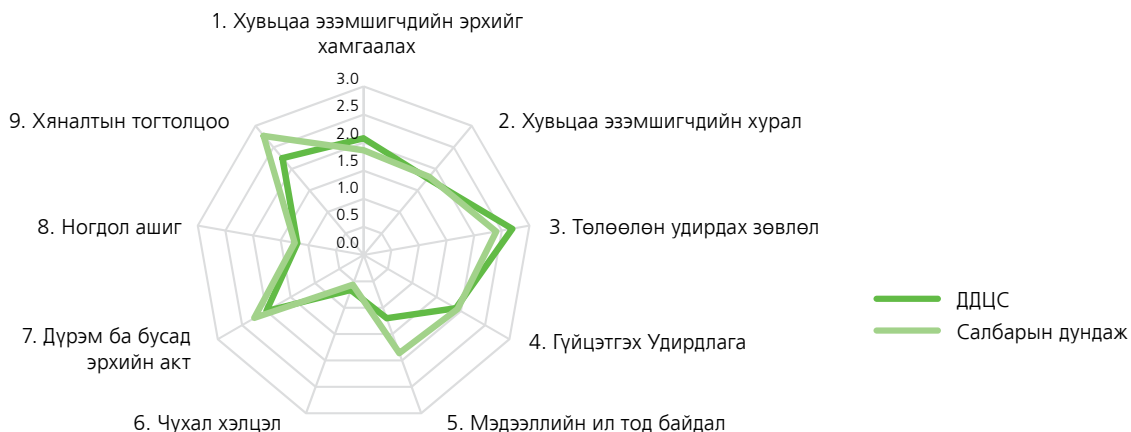 1. Хувьцаа эзэмшигчдийн эрхийг
хамгаалах
3.0
2.5
2.0
1.5
1.0
0.5
0.0
2. Хувьцаа эзэмшигчдийн хурал
3. Төлөөлөн удирдах зөвлөл
4. Гүйцэтгэх Удирдлага
5. Мэдээллийн ил тод байдал
6. Чухал хэлцэл
7. Дүрэм ба бусад
эрхийн акт
8. Ногдол ашиг
9. Хяналтын тогтолцоо
ДДЦС
Салбарын дундаж